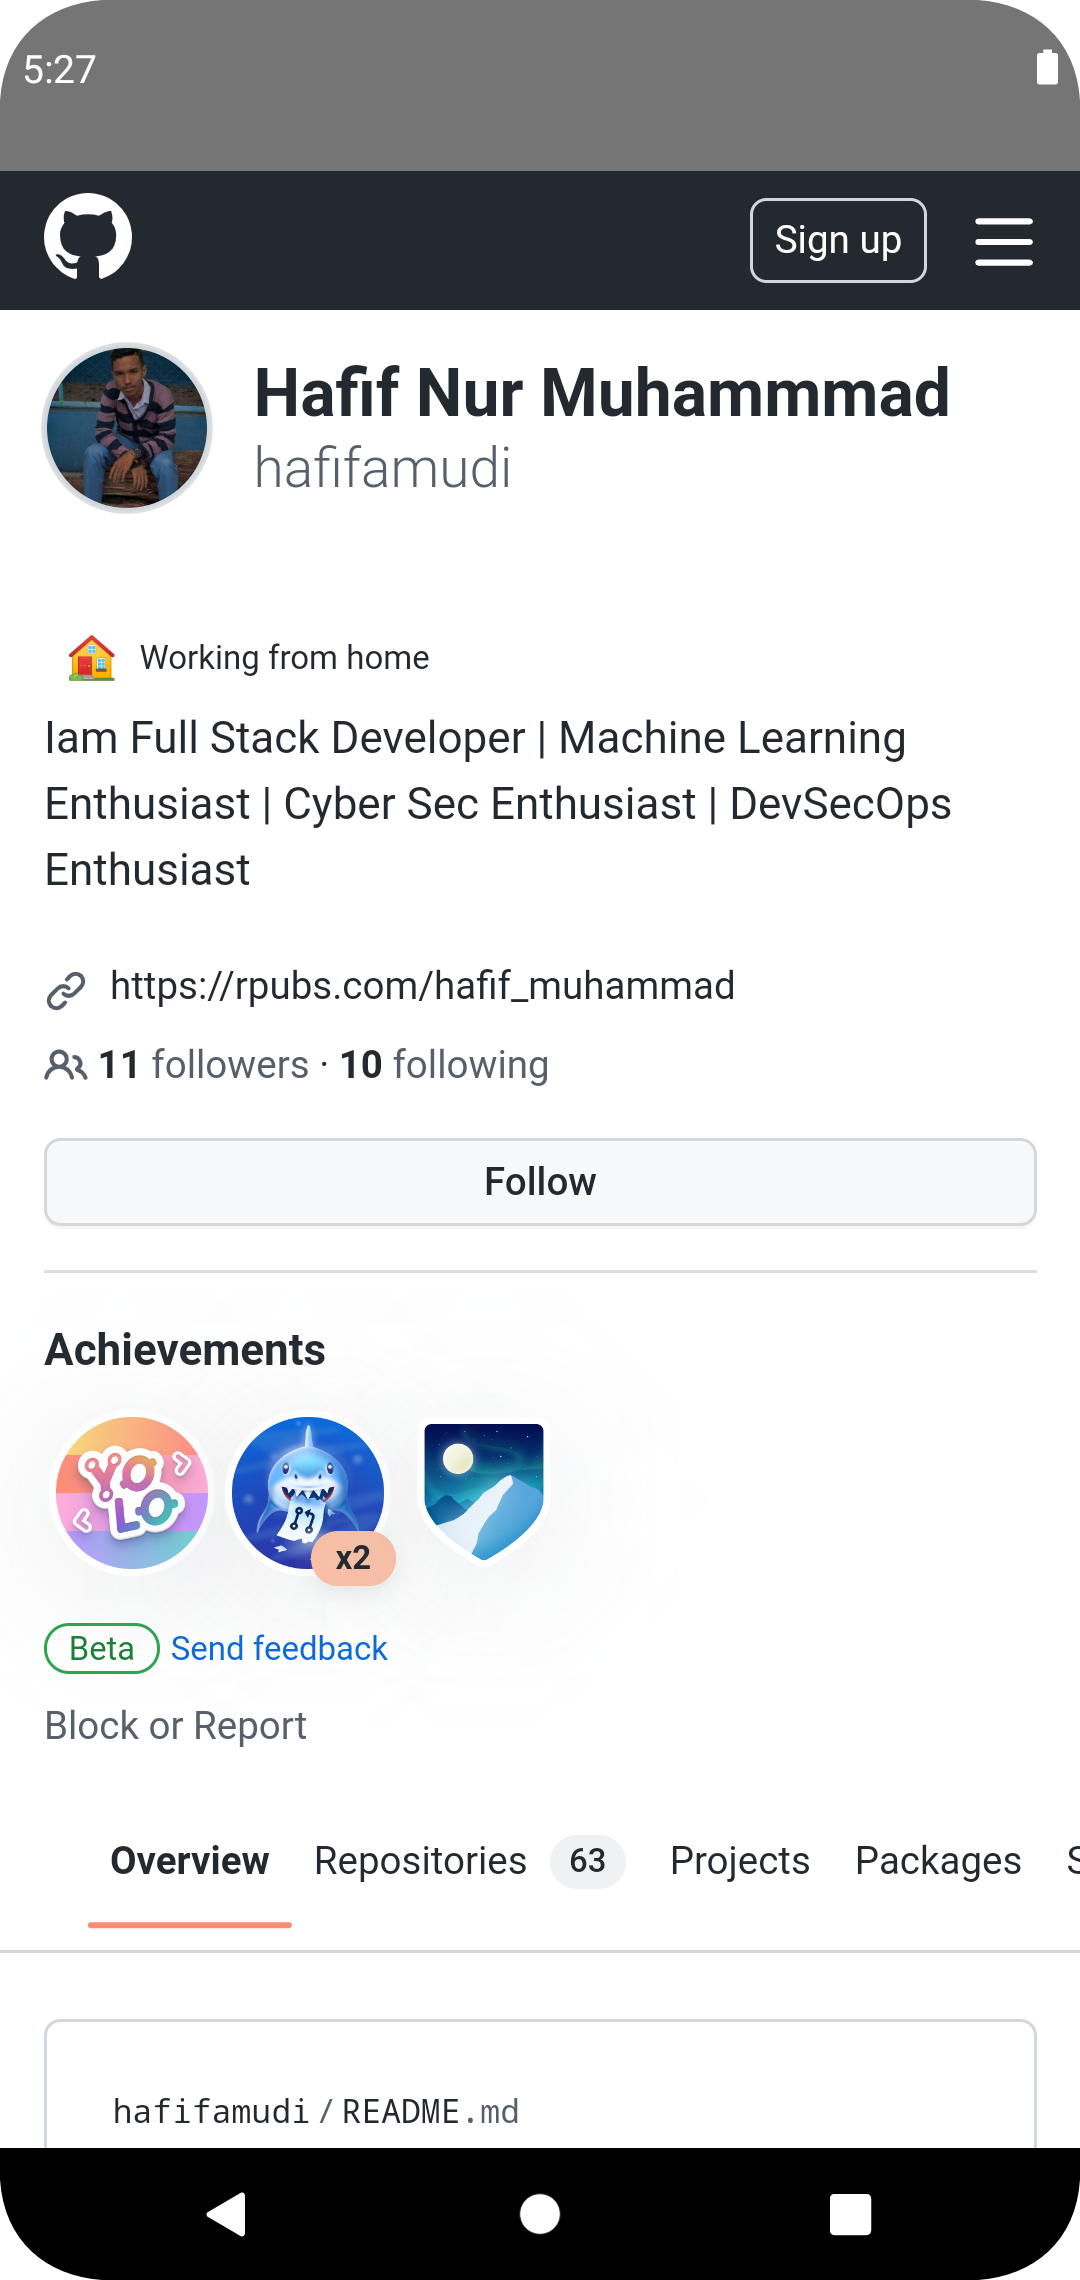 5:27
Sign up
Hafif Nur Muhammmad
hafifamudi
Working from home
Iam Full Stack Developer | Machine Learning
Enthusiast | Cyber Sec Enthusiast | DevSecOps
Enthusiast
https://rpubs.com/hafif_muhammad
11 followers · 10 following
Follow
Achievements
YOLO
x2
Beta Send feedback
Block or Report
Overview Repositories 63 Projects Packages S
hafifamudi / README.md